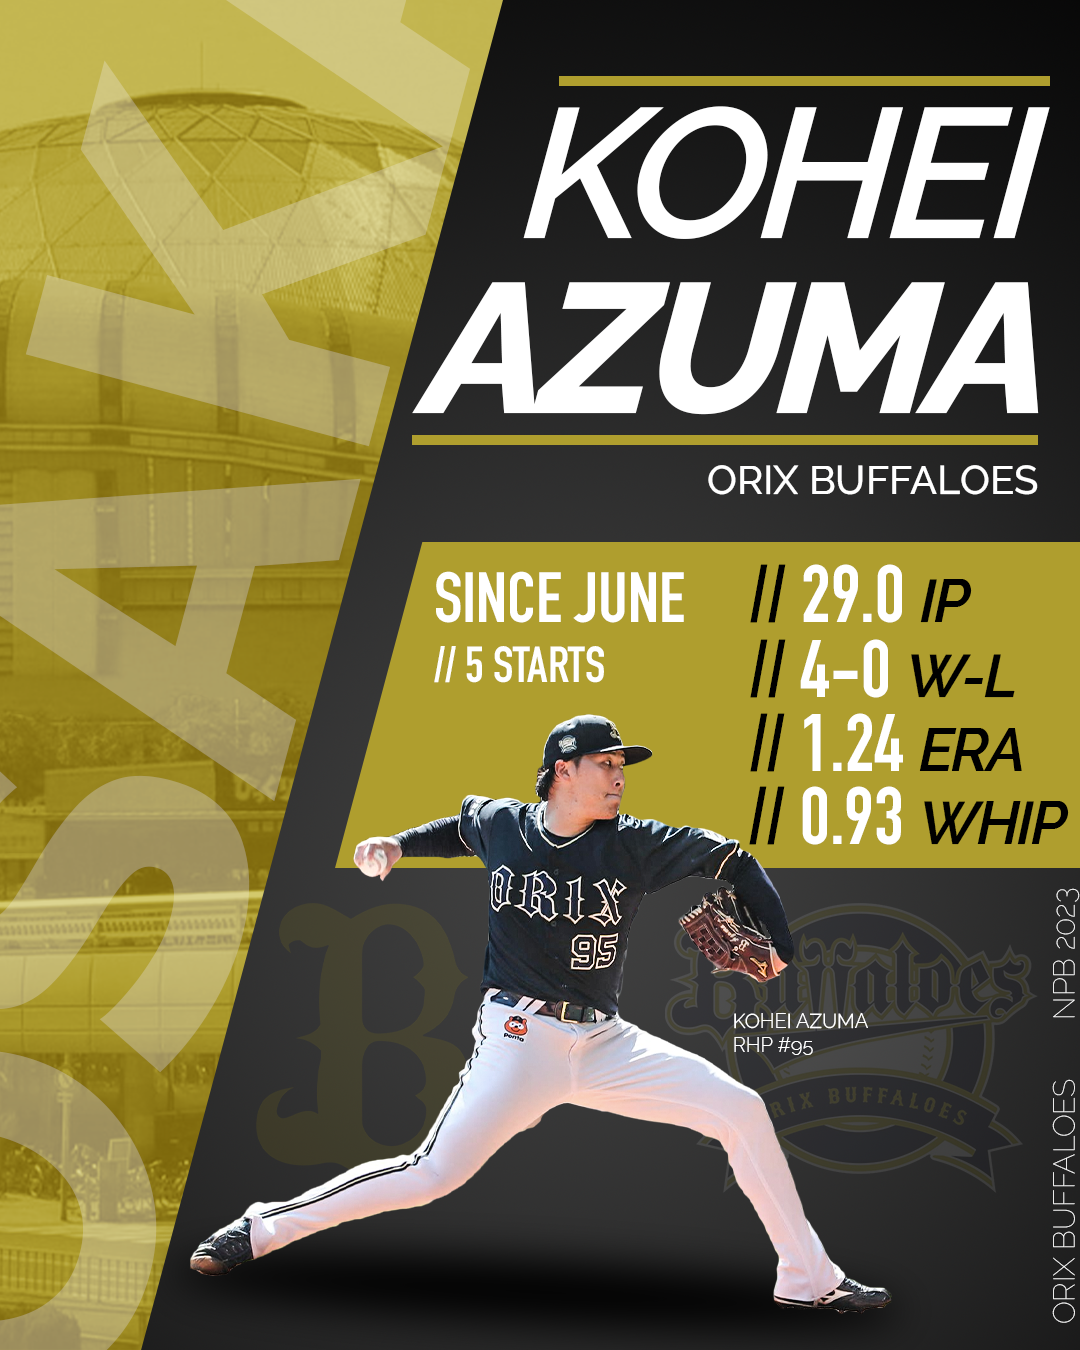 OSAKA
KOHEI
AZUMA
ORIX BUFFALOES
SINCE JUNE
// 5 STARTS
// 29.0 IP
// 4-0 W-L
// 1.24 ERA
// 0.93 WHIP
ORIX
95
Ponta
B
Buffaloes
ORIX BUFFALOES
KOHEI AZUMA
RHP #95
ORIX BUFFALOES NPB 2023